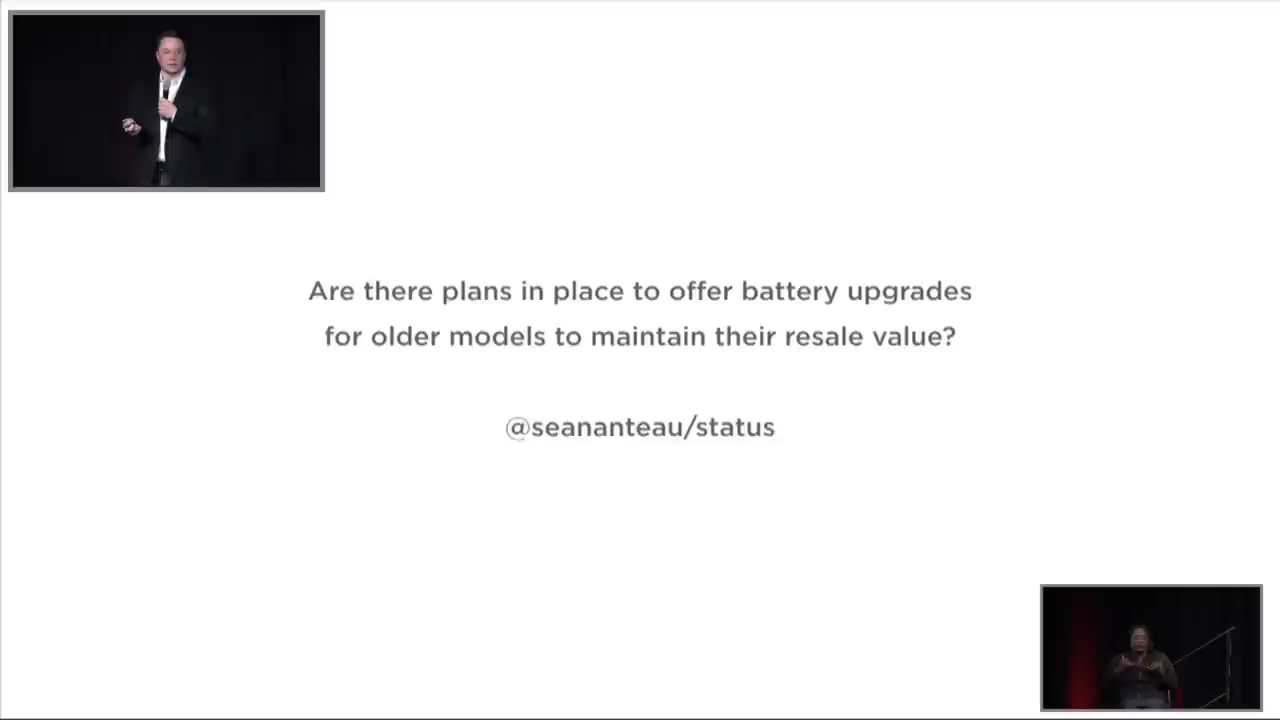 Are there plans in place to offer battery upgrades
for older models to maintain their resale value?
@seananteau/status